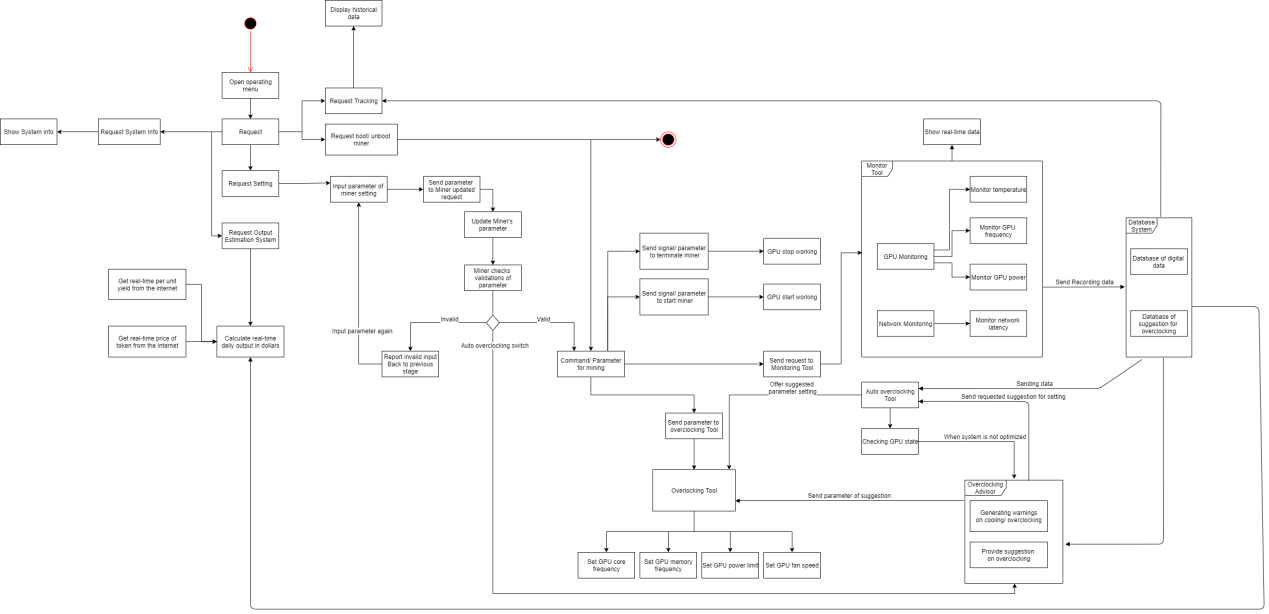 Display historical
data
Open operating
menu
Request Tracking
Show System info
Request System Info
Request
Request boot/ unboot
miner
Show real-time data
Request Setting
Input parameter of
miner setting
Send parameter
to Miner updated
request
Monitor
Tool
Monitor temperature
Update Miner's
parameter
Request Output
Estimation System
Monitor GPU
frequency
Database
System
Send signal/ parameter
to terminate miner
GPU stop working
GPU Monitoring
Database of digital
data
Miner checks
validations of
parameter
Monitor GPU power
Get real-time per unit
yield from the internet
Send signal/ parameter
to start miner
GPU start working
Send Recording data
Invalid
Valid
Network Monitoring
Monitor network
latency
Database of
suggestion for
overclocking
Input parameter again
Get real-time price of
token from the internet
Calculate real-time
daily output in dollars
Auto overclocking switch
Report invalid input
Back to previous
stage
Command/ Parameter
for mining
Send request to
Monitoring Tool
Offer suggested
parameter setting
Auto overclocking
Tool
Sending data
Send requested suggestion for setting
Send parameter to
overclocking Tool
Checking GPU state
When system is not optimized
Overlocking Tool
Overclocking
Advisor
Send parameter of suggestion
Generating warnings
on cooling/ overclocking
Provide suggestion
on overclocking
Set GPU core
frequency
Set GPU memory
frequency
Set GPU power limit
Set GPU fan speed